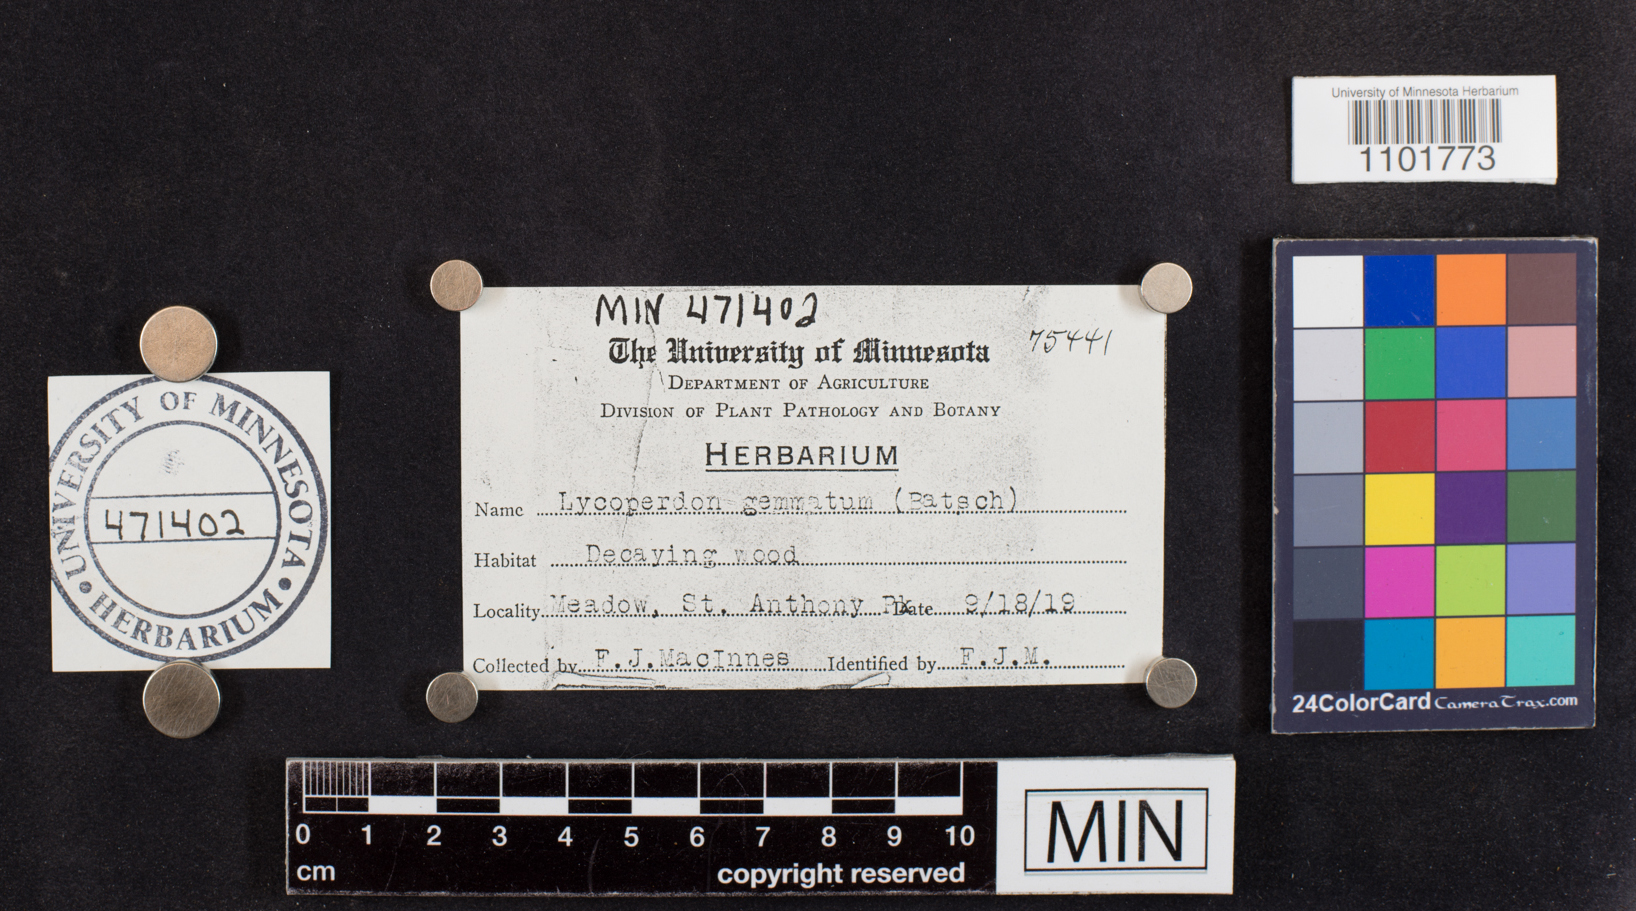 University of Minnesota Herbarium
1101773
MIN 471402
75441
The University of Minnesota
Department of Agriculture
Division of Plant Pathology and Botany
Herbarium
Name Lycoperdon gemmatum (Batsch)
Habitat Decaying wood
Locality Meadow, St. Anthony Pk Date 9/18/19
Collected by F.J.MacInnes Identified by F.J.M.
UNIVERSITY OF MINNESOTA
471402
• HERBARIUM •
24ColorCard CameraTrax.com
0 1 2 3 4 5 6 7 8 9 10
cm copyright reserved
MIN